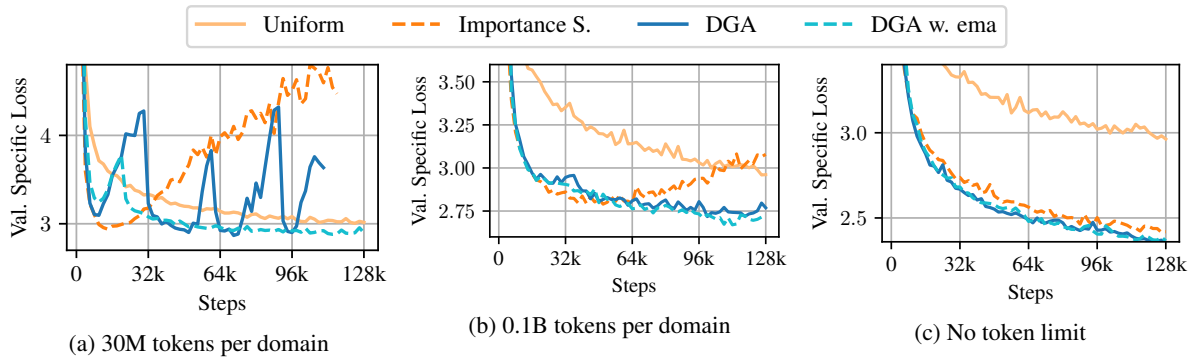 Uniform Importance S. DGA DGA w. ema
Val. Specific Loss
4
3
0 32k 64k 96k 128k
Steps
(a) 30M tokens per domain
Val. Specific Loss
3.50
3.25
3.00
2.75
0 32k 64k 96k 128k
Steps
(b) 0.1B tokens per domain
Val. Specific Loss
3.0
2.5
0 32k 64k 96k 128k
Steps
(c) No token limit